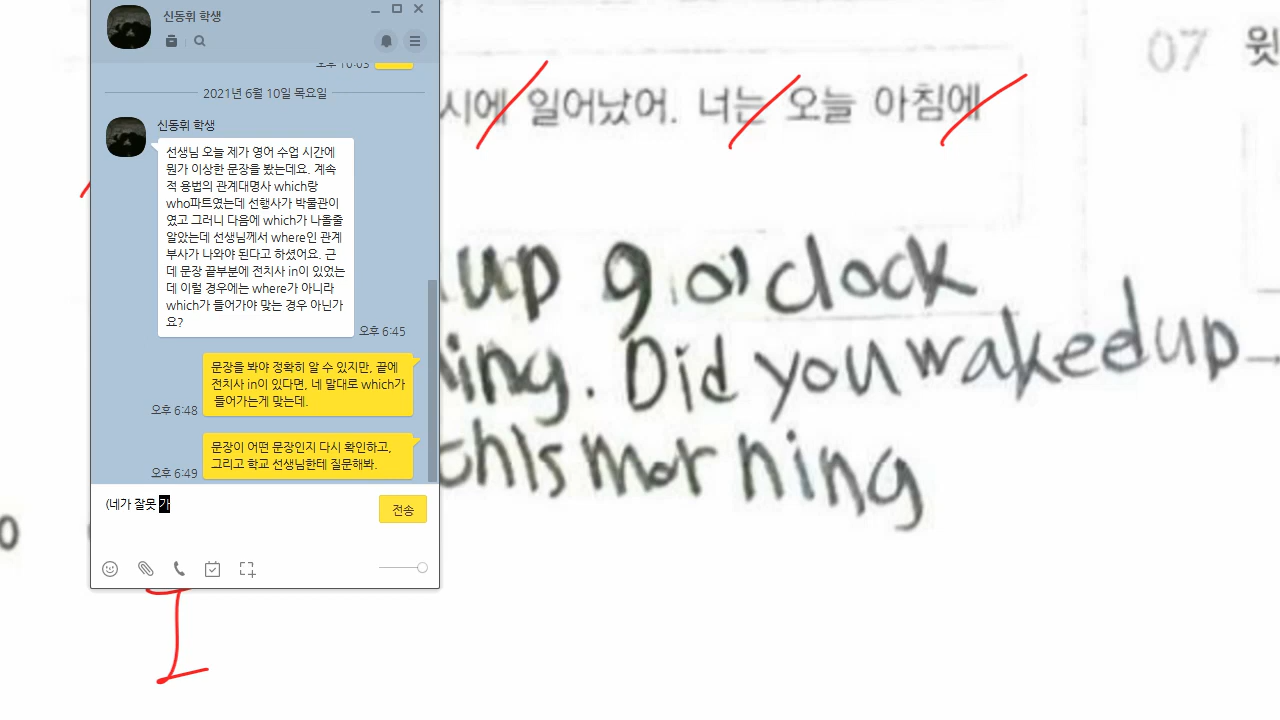 신동휘 학생
오후 10:03
2021년 6월 10일 목요일
신동휘 학생
선생님 오늘 제가 영어 수업 시간에
뭔가 이상한 문장을 봤는데요. 계속
적 용법의 관계대명사 which랑
who파트였는데 선행사가 박물관이
였고 그러니 다음에 which가 나올줄
알았는데 선생님께서 where인 관계
부사가 나와야 된다고 하셨어요. 근
데 문장 끝부분에 전치사 in이 있었는
데 이럴 경우에는 where가 아니라
which가 들어가야 맞는 경우 아닌가
요?
오후 6:45
문장을 봐야 정확히 알 수 있지만, 끝에
전치사 in이 있다면, 네 말대로 which가
들어가는게 맞는데.
오후 6:48
문장이 어떤 문장인지 다시 확인하고,
그리고 학교 선생님한테 질문해봐.
오후 6:49
(네가 잘못 가
전송
시에 일어났어. 너는 오늘 아침에
up 9 o'clock
ing. Did you waked up
this morning
07 윗
I